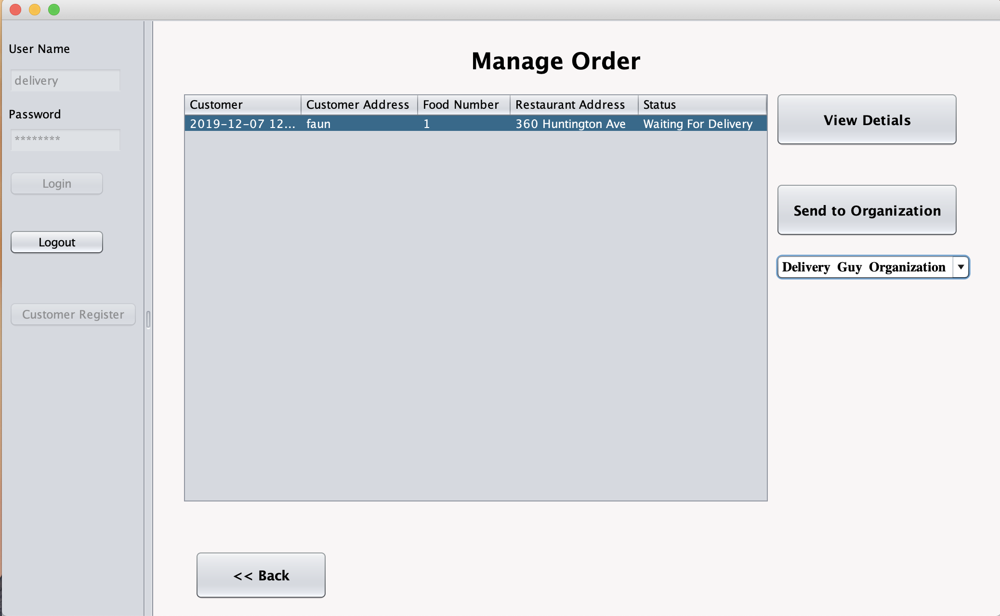 User Name
delivery
Password
********
Login
Logout
Customer Register
Manage Order
Customer Customer Address Food Number Restaurant Address Status
2019-12-07 12... faun 1 360 Huntington Ave Waiting For Delivery
View Detials
Send to Organization
Delivery Guy Organization
<< Back